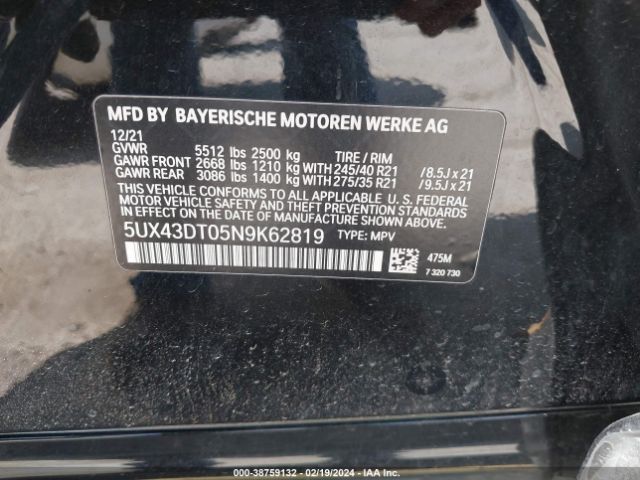 MFD BY BAYERISCHE MOTOREN WERKE AG
12/21
GVWR 5512 lbs 2500 kg TIRE / RIM
GAWR FRONT 2668 lbs 1210 kg WITH 245/40 R21 /8.5J x 21
GAWR REAR 3086 lbs 1400 kg WITH 275/35 R21 /9.5J x 21
THIS VEHICLE CONFORMS TO ALL APPLICABLE U. S. FEDERAL
MOTOR VEHICLE SAFETY AND THEFT PREVENTION STANDARDS
IN EFFECT ON THE DATE OF MANUFACTURE SHOWN ABOVE.
5UX43DT05N9K62819 TYPE: MPV
475M
7 320 730
000-38759132 - 02/19/2024 - IAA Inc.